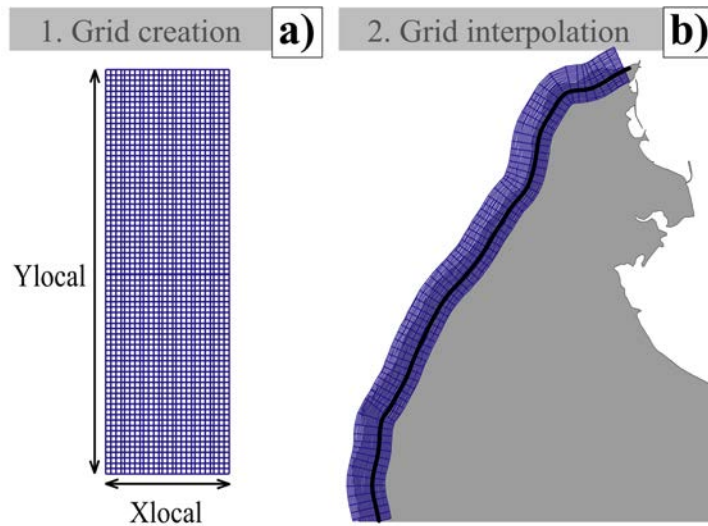 1. Grid creation
a)
2. Grid interpolation
b)
Ylocal
Xlocal